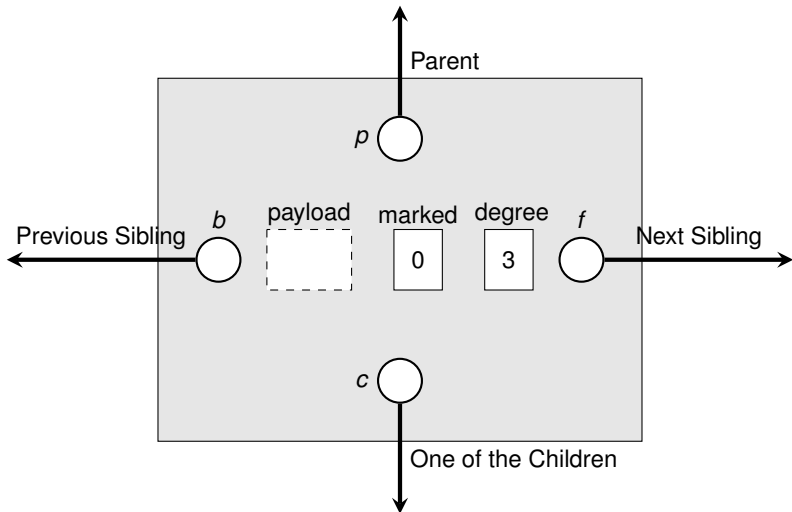 Parent
p
b payload marked degree f
Previous Sibling Next Sibling
0 3
c
One of the Children